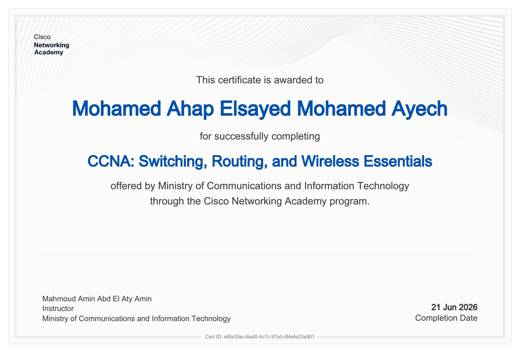 Cisco
Networking
Academy
This certificate is awarded to
Mohamed Ahap Elsayed Mohamed Ayech
for successfully completing
CCNA: Switching, Routing, and Wireless Essentials
offered by Ministry of Communications and Information Technology
through the Cisco Networking Academy program.
Mahmoud Amin Abd El Aty Amin
Instructor
Ministry of Communications and Information Technology
21 Jun 2026
Completion Date
Cert ID: